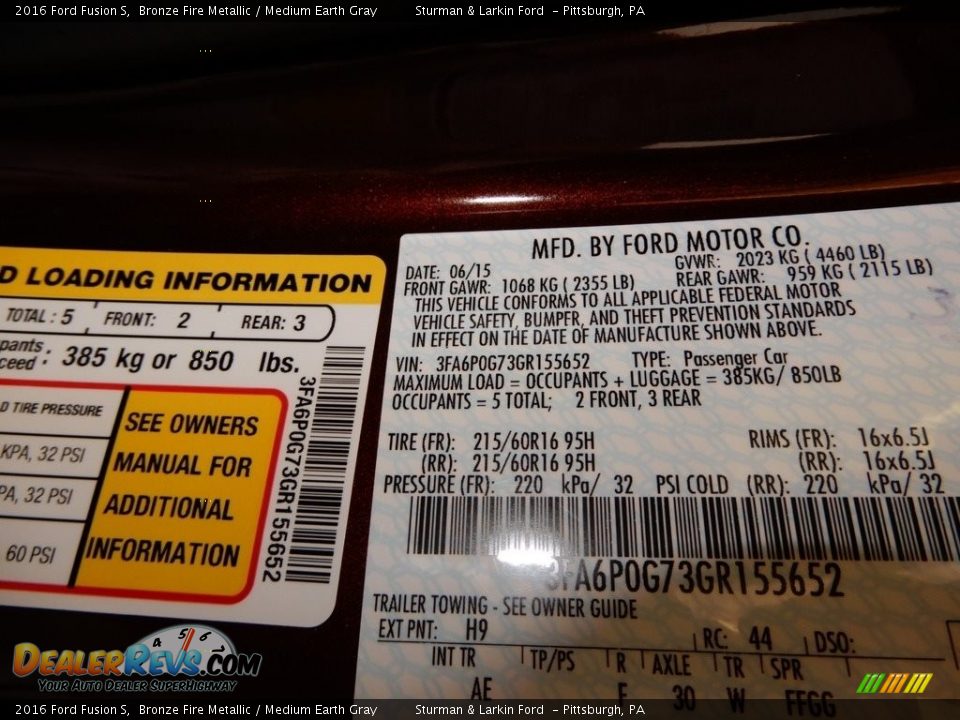 2016 Ford Fusion S,  Bronze Fire Metallic / Medium Earth Gray        Sturman & Larkin Ford  - Pittsburgh, PA
D LOADING INFORMATION
TOTAL : 5 FRONT: 2 REAR: 3
pants
ceed : 385 kg or 850 lbs.
D TIRE PRESSURE
KPA, 32 PSI
PA, 32 PSI
60 PSI
SEE OWNERS
MANUAL FOR
ADDITIONAL
INFORMATION
3FA6P0G73GR155652
MFD. BY FORD MOTOR CO.
DATE: 06/15 GVWR: 2023 KG ( 4460 LB)
FRONT GAWR: 1068 KG ( 2355 LB) REAR GAWR: 959 KG ( 2115 LB)
THIS VEHICLE CONFORMS TO ALL APPLICABLE FEDERAL MOTOR
VEHICLE SAFETY, BUMPER, AND THEFT PREVENTION STANDARDS
IN EFFECT ON THE DATE OF MANUFACTURE SHOWN ABOVE.
VIN: 3FA6P0G73GR155652 TYPE: Passenger Car
MAXIMUM LOAD = OCCUPANTS + LUGGAGE = 385KG/ 850LB
OCCUPANTS = 5 TOTAL; 2 FRONT, 3 REAR
TIRE (FR): 215/60R16 95H RIMS (FR): 16x6.5J
(RR): 215/60R16 95H (RR): 16x6.5J
PRESSURE (FR): 220 kPa/ 32 PSI COLD (RR): 220 kPa/ 32
3FA6P0G73GR155652
TRAILER TOWING - SEE OWNER GUIDE
EXT PNT: H9 RC: 44 DSO:
INT TR TP/PS R AXLE TR SPR
AE 30 W FFGG
4 5 6
DEALERREVS.COM
YOUR AUTO DEALER SUPERHIGHWAY
2016 Ford Fusion S,  Bronze Fire Metallic / Medium Earth Gray        Sturman & Larkin Ford  - Pittsburgh, PA